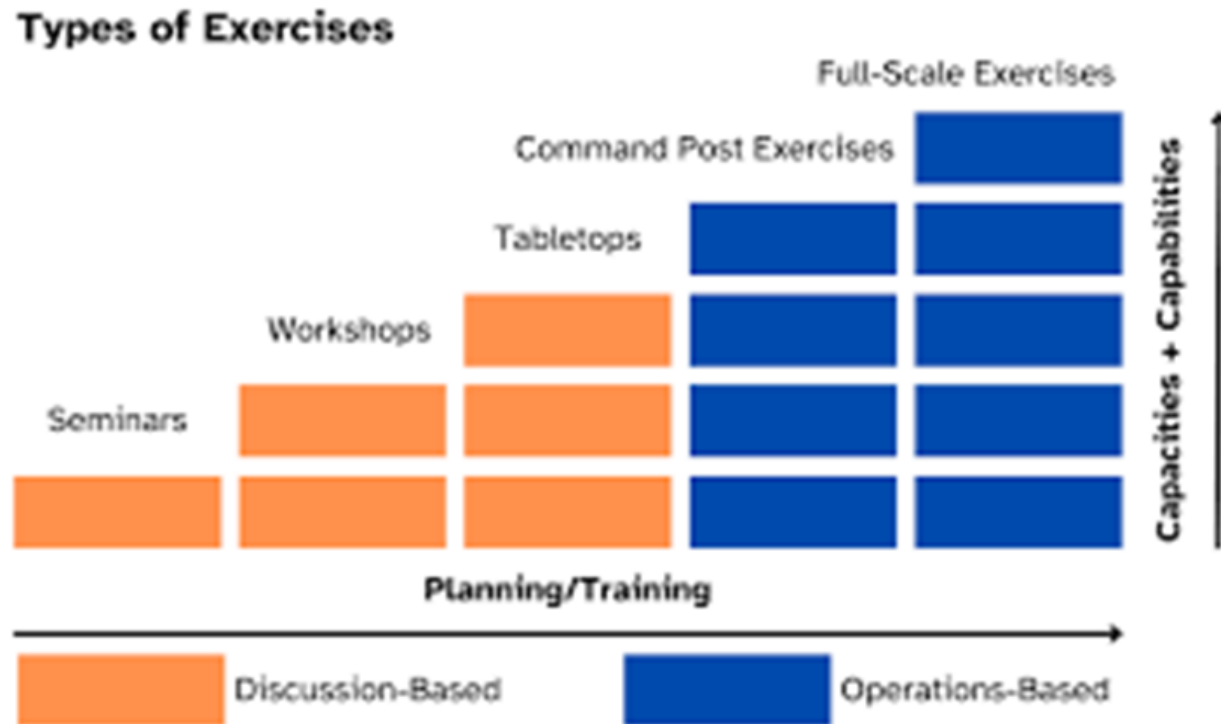 Types of Exercises
Full-Scale Exercises
Command Post Exercises
Tabletops
Workshops
Seminars
Capacities + Capabilities
Planning/Training
Discussion-Based
Operations-Based